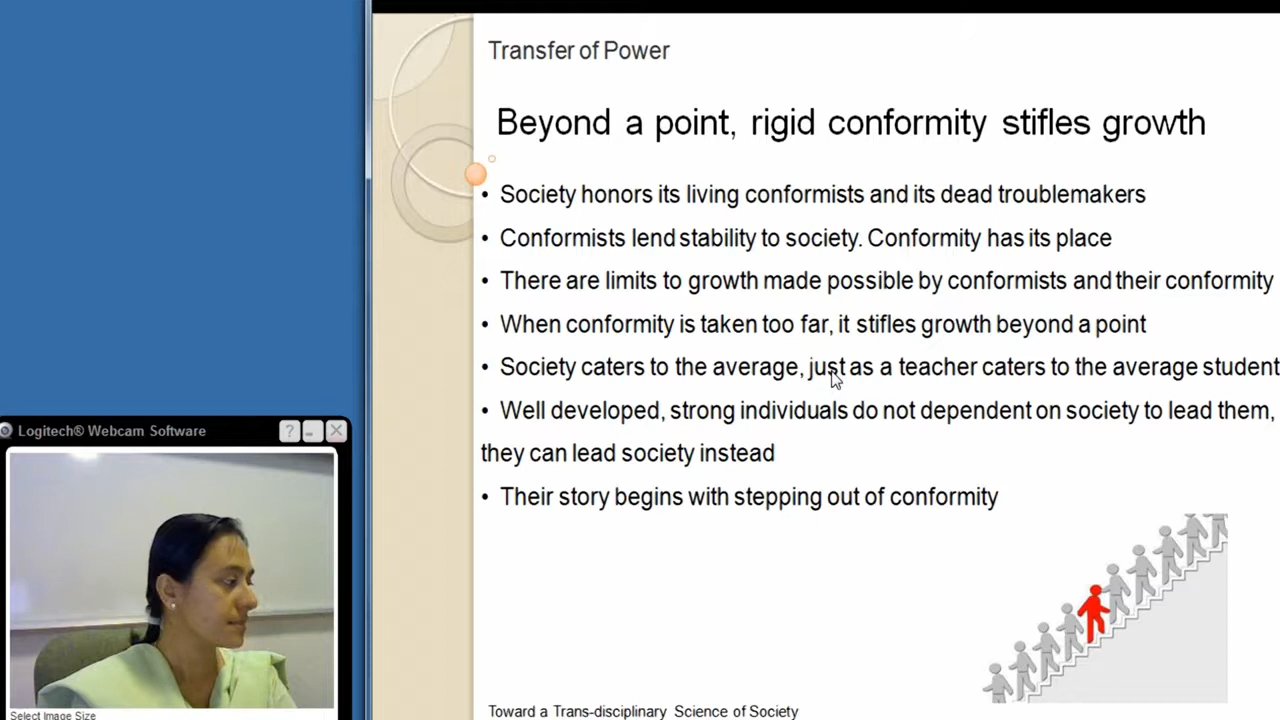 Transfer of Power
Beyond a point, rigid conformity stifles growth
• Society honors its living conformists and its dead troublemakers
• Conformists lend stability to society. Conformity has its place
• There are limits to growth made possible by conformists and their conformity
• When conformity is taken too far, it stifles growth beyond a point
• Society caters to the average, just as a teacher caters to the average student
• Well developed, strong individuals do not dependent on society to lead them,
they can lead society instead
• Their story begins with stepping out of conformity
Toward a Trans-disciplinary Science of Society
Logitech® Webcam Software
Select Image Size